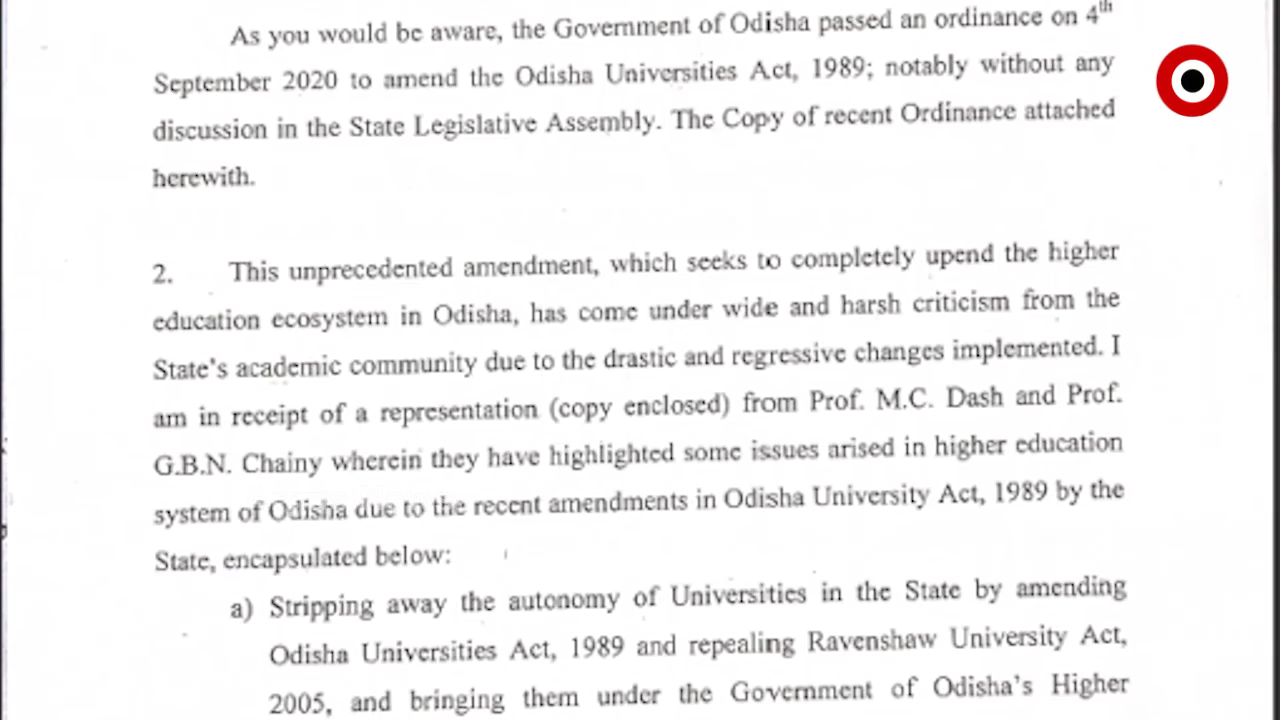 As you would be aware, the Government of Odisha passed an ordinance on 4th
September 2020 to amend the Odisha Universities Act, 1989; notably without any
discussion in the State Legislative Assembly. The Copy of recent Ordinance attached
herewith.
2. This unprecedented amendment, which seeks to completely upend the higher
education ecosystem in Odisha, has come under wide and harsh criticism from the
State's academic community due to the drastic and regressive changes implemented. I
am in receipt of a representation (copy enclosed) from Prof. M.C. Dash and Prof.
G.B.N. Chainy wherein they have highlighted some issues arised in higher education
system of Odisha due to the recent amendments in Odisha University Act, 1989 by the
State, encapsulated below:
a) Stripping away the autonomy of Universities in the State by amending
Odisha Universities Act, 1989 and repealing Ravenshaw University Act,
2005, and bringing them under the Government of Odisha's Higher